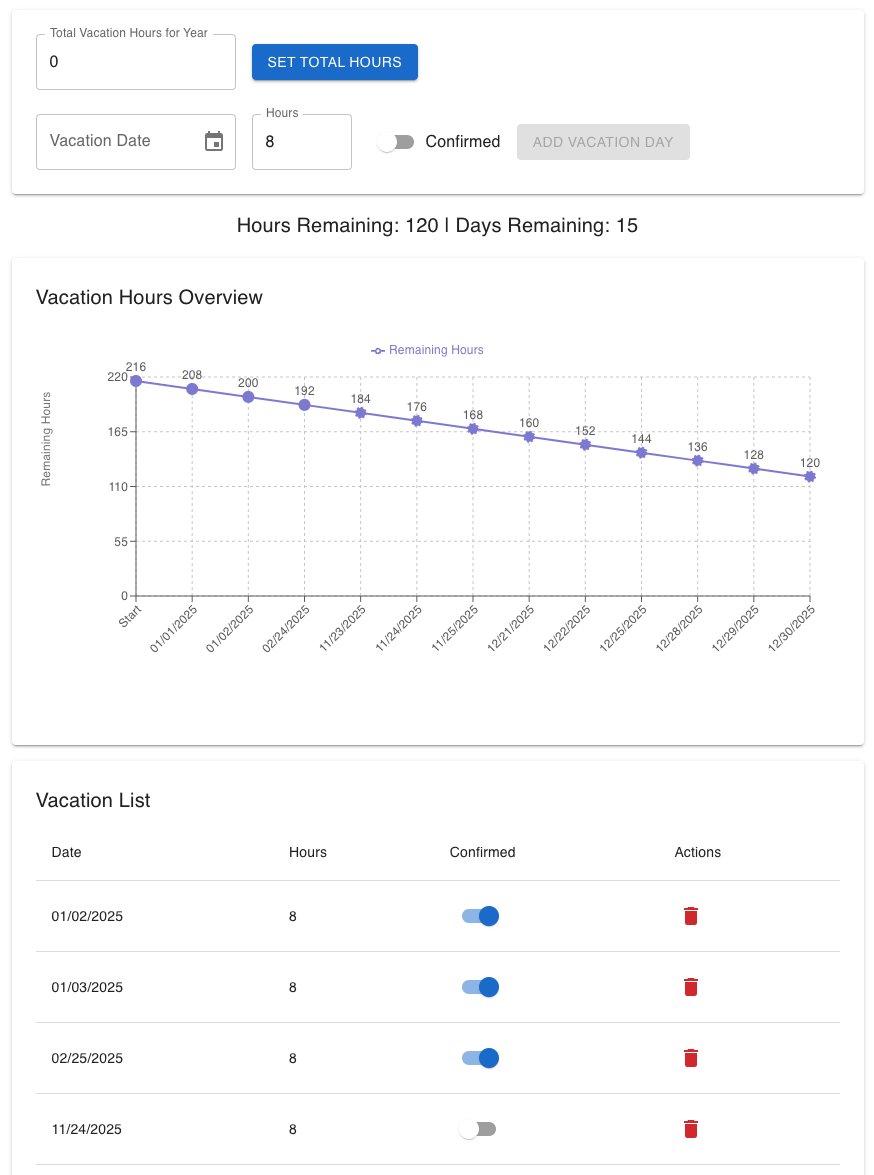 Total Vacation Hours for Year
0
SET TOTAL HOURS
Vacation Date
Hours
8
Confirmed
ADD VACATION DAY
Hours Remaining: 120 | Days Remaining: 15
Vacation Hours Overview
Remaining Hours
Remaining Hours
220
165
110
55
0
216
208
200
192
184
176
168
160
152
144
136
128
120
Start
01/01/2025
01/02/2025
02/24/2025
11/23/2025
11/24/2025
11/25/2025
12/21/2025
12/22/2025
12/25/2025
12/28/2025
12/29/2025
12/30/2025
Vacation List
Date Hours Confirmed Actions
01/02/2025 8
01/03/2025 8
02/25/2025 8
11/24/2025 8